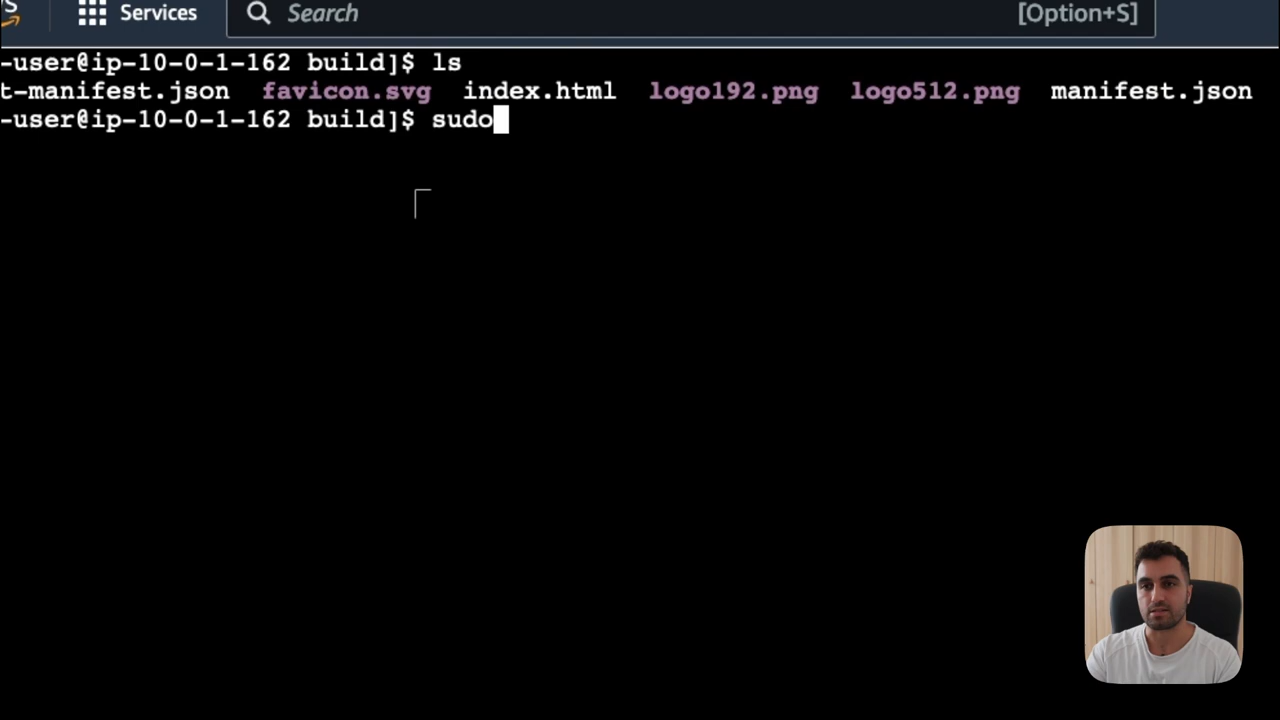 Services Search [Option+S]
-user@ip-10-0-1-162 build]$ ls
t-manifest.json favicon.svg index.html logo192.png logo512.png manifest.json
-user@ip-10-0-1-162 build]$ sudo